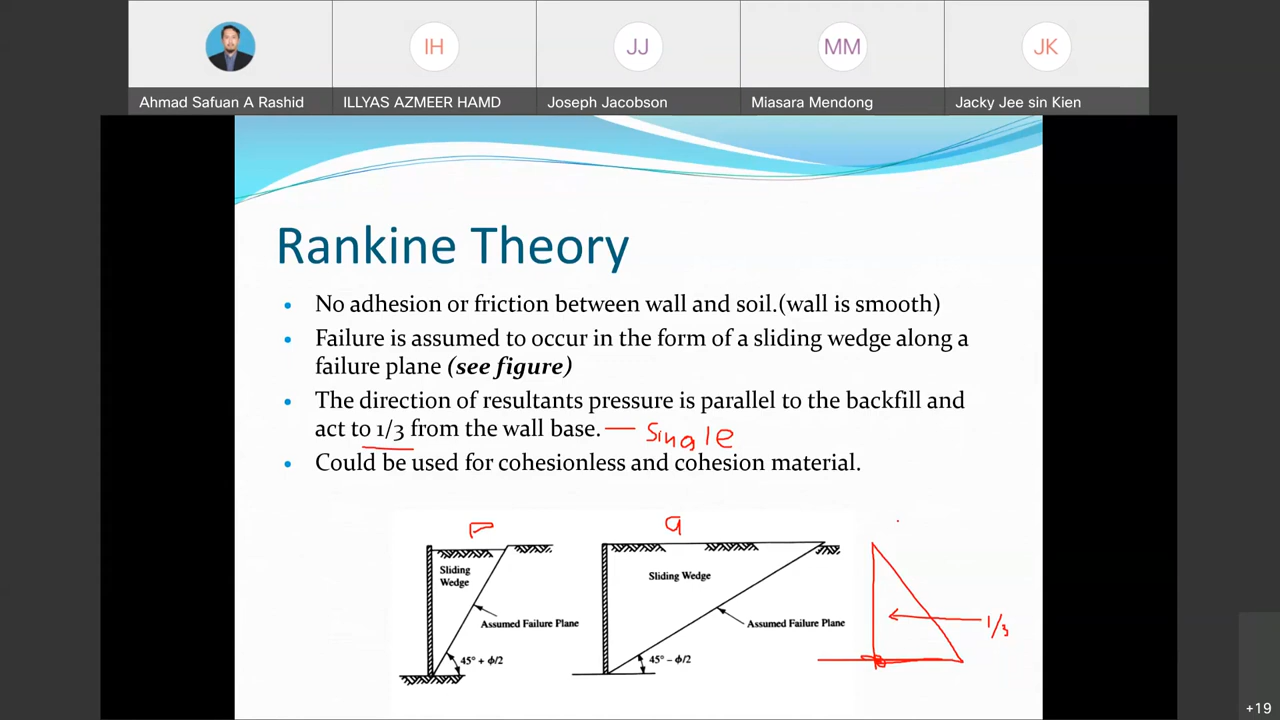 IH
JJ
MM
JK
Ahmad Safuan A Rashid
ILLYAS AZMEER HAMD
Joseph Jacobson
Miasara Mendong
Jacky Jee sin Kien
Rankine Theory
• No adhesion or friction between wall and soil.(wall is smooth)
• Failure is assumed to occur in the form of a sliding wedge along a
failure plane (see figure)
• The direction of resultants pressure is parallel to the backfill and
act to 1/3 from the wall base. — Single
• Could be used for cohesionless and cohesion material.
P
a
Sliding
Wedge
Assumed Failure Plane
45° + ϕ/2
Sliding Wedge
Assumed Failure Plane
45° − ϕ/2
1/3
+19